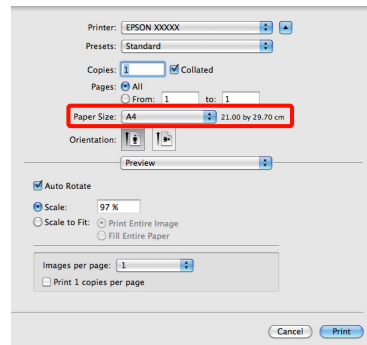 Printer: EPSON XXXXX
Presets: Standard
Copies: 1 Collated
Pages: All
From: 1 to: 1
Paper Size: A4 21.00 by 29.70 cm
Orientation:
Preview
Auto Rotate
Scale: 97 %
Scale to Fit: Print Entire Image
Fill Entire Paper
Images per page: 1
Print 1 copies per page
Cancel Print